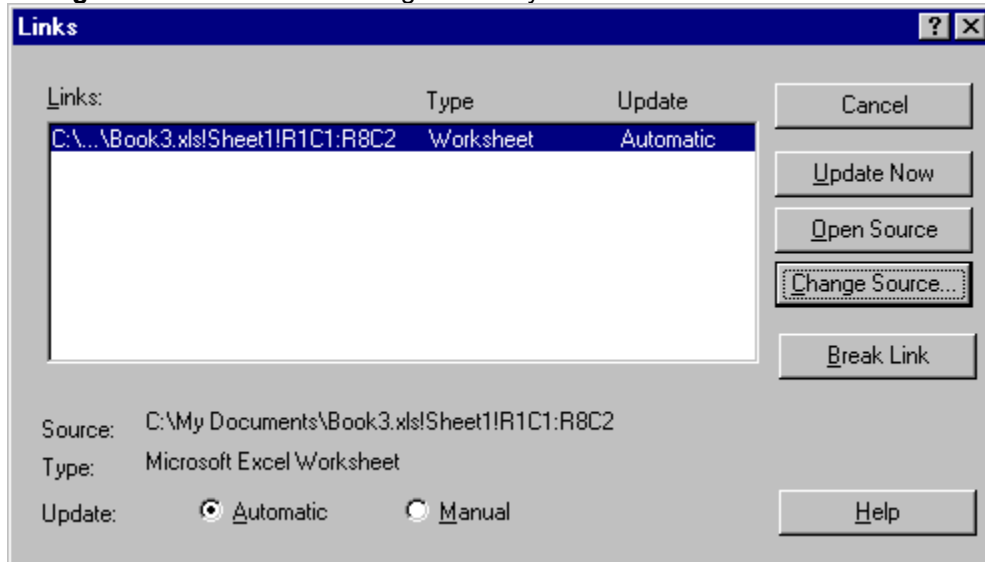 Links
Links: Type Update
C:\...\Book3.xls!Sheet1!R1C1:R8C2 Worksheet Automatic
Cancel
Update Now
Open Source
Change Source...
Break Link
Source: C:\My Documents\Book3.xls!Sheet1!R1C1:R8C2
Type: Microsoft Excel Worksheet
Update: Automatic Manual
Help